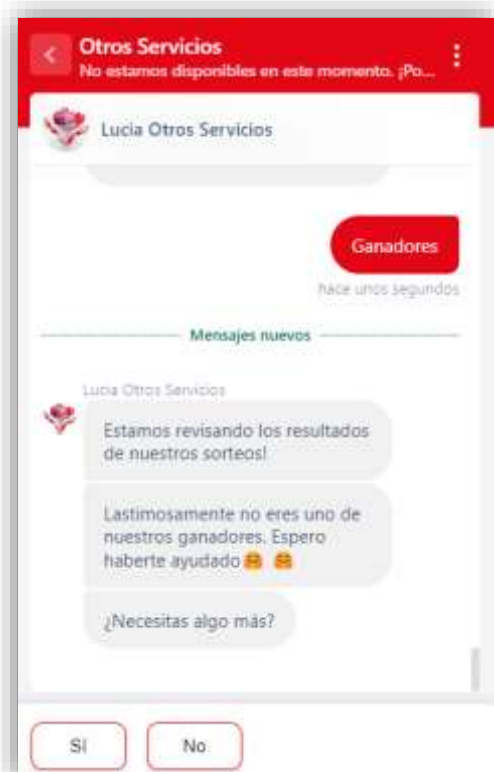 Otros Servicios
No estamos disponibles en este momento. ¡Po...
Lucia Otros Servicios
Ganadores
hace unos segundos
Mensajes nuevos
Lucia Otros Servicios
Estamos revisando los resultados
de nuestros sorteos!
Lastimosamente no eres uno de
nuestros ganadores. Espero
haberte ayudado🤗 🤗
¿Necesitas algo más?
Sí
No